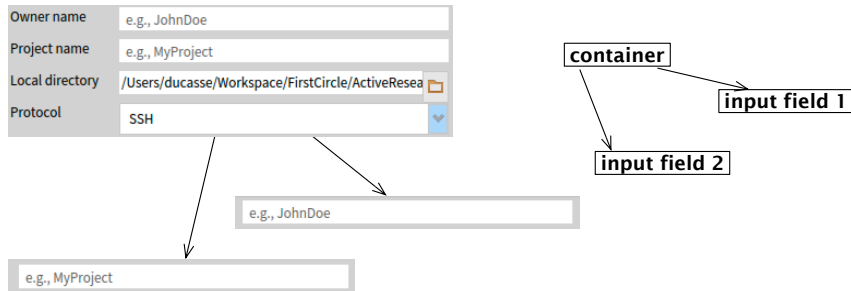 Owner name
e.g., JohnDoe
Project name
e.g., MyProject
Local directory
/Users/ducasse/Workspace/FirstCircle/ActiveResea
Protocol
SSH
container
input field 1
input field 2
e.g., JohnDoe
e.g., MyProject